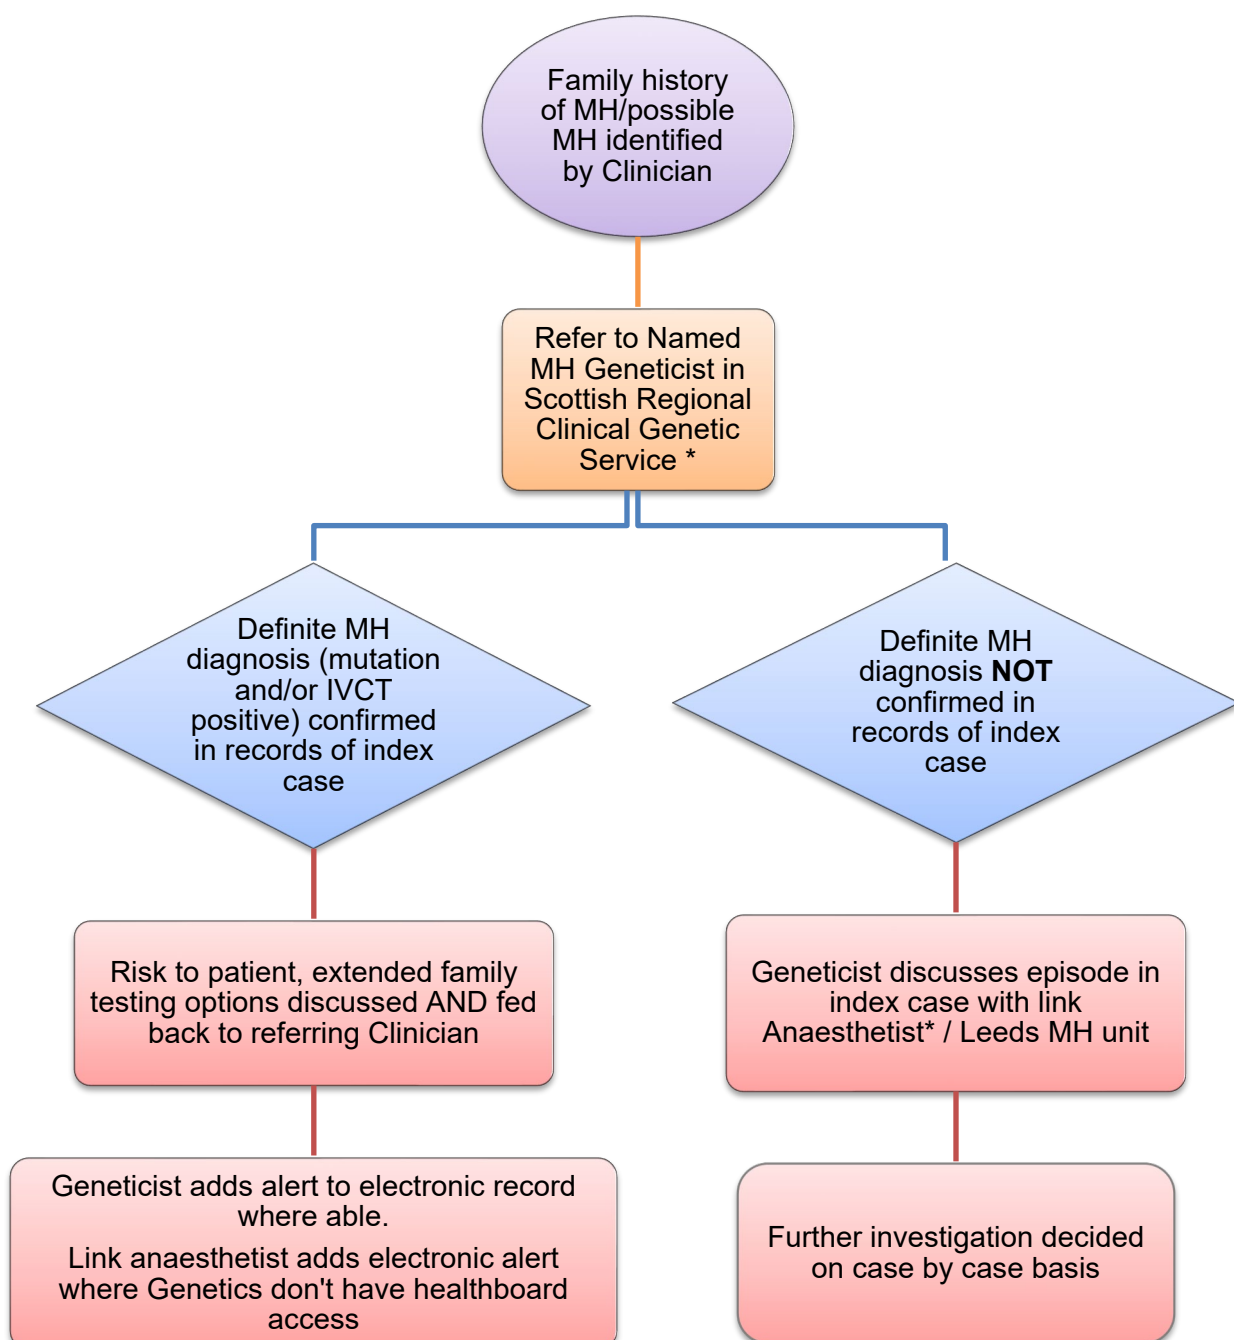 Family history
of MH/possible
MH identified
by Clinician
Refer to Named
MH Geneticist in
Scottish Regional
Clinical Genetic
Service *
Definite MH
diagnosis (mutation
and/or IVCT
positive) confirmed
in records of index
case
Definite MH
diagnosis NOT
confirmed in
records of index
case
Risk to patient, extended family
testing options discussed AND fed
back to referring Clinician
Geneticist discusses episode in
index case with link
Anaesthetist* / Leeds MH unit
Geneticist adds alert to electronic record
where able.
Link anaesthetist adds electronic alert
where Genetics don't have healthboard
access
Further investigation decided
on case by case basis